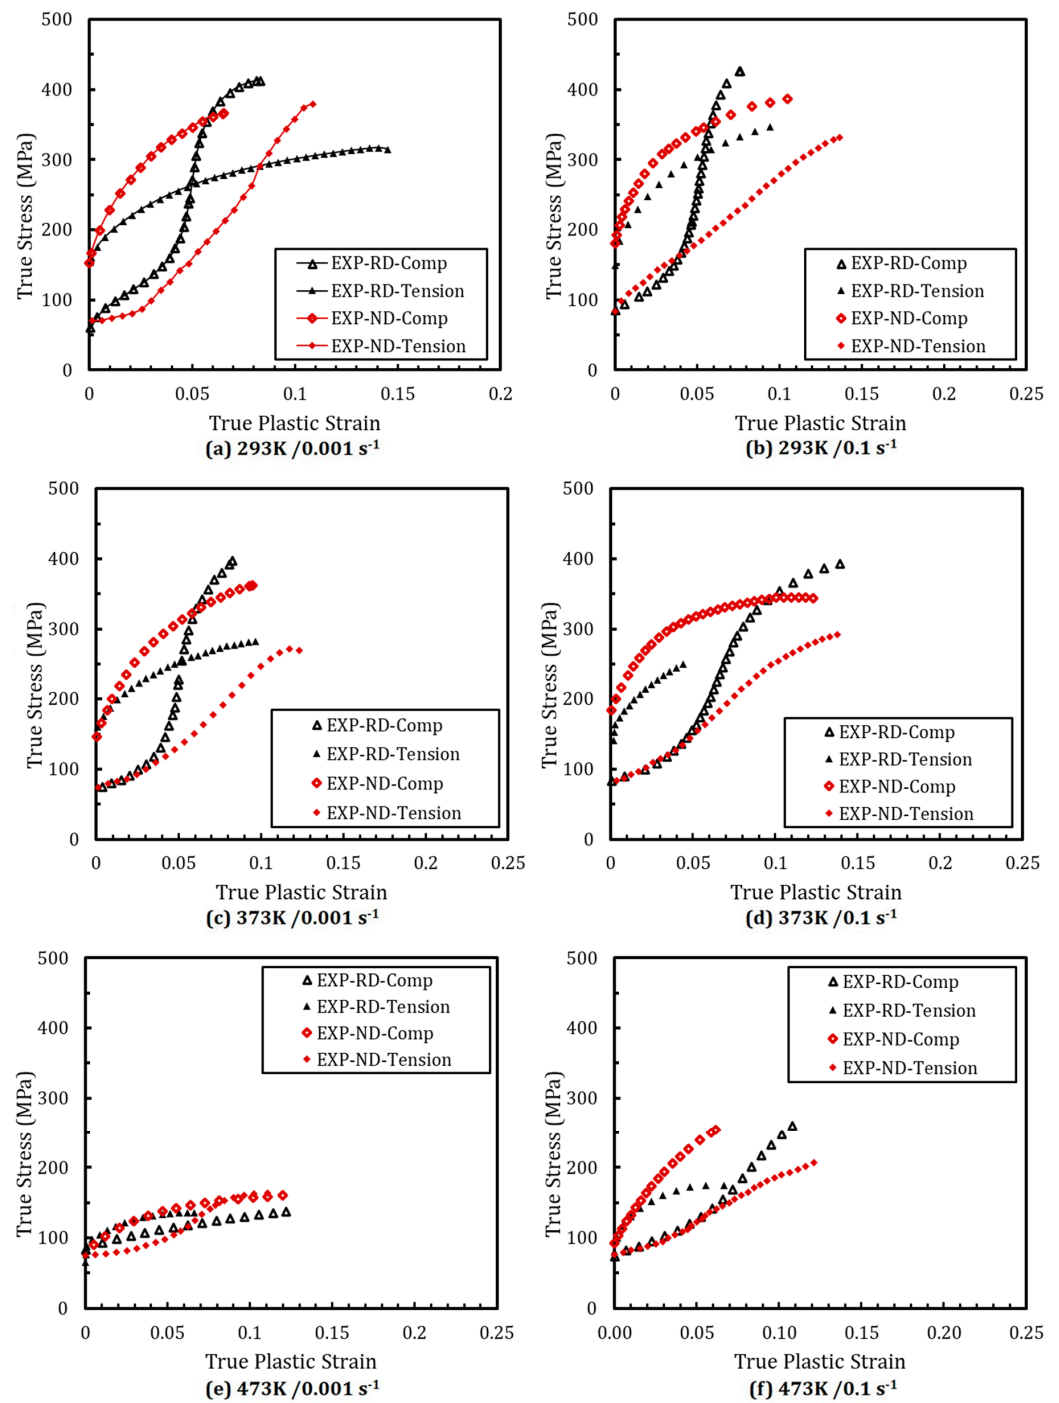 500
400
300
200
100
0
True Stress (MPa)
EXP-RD-Comp
EXP-RD-Tension
EXP-ND-Comp
EXP-ND-Tension
0 0.05 0.1 0.15 0.2
True Plastic Strain
(a) 293K /0.001 s⁻¹
500
400
300
200
100
0
True Stress (MPa)
EXP-RD-Comp
EXP-RD-Tension
EXP-ND-Comp
EXP-ND-Tension
0 0.05 0.1 0.15 0.2 0.25
True Plastic Strain
(b) 293K /0.1 s⁻¹
500
400
300
200
100
0
True Stress (MPa)
EXP-RD-Comp
EXP-RD-Tension
EXP-ND-Comp
EXP-ND-Tension
0 0.05 0.1 0.15 0.2 0.25
True Plastic Strain
(c) 373K /0.001 s⁻¹
500
400
300
200
100
0
True Stress (MPa)
EXP-RD-Comp
EXP-RD-Tension
EXP-ND-Comp
EXP-ND-Tension
0 0.05 0.1 0.15 0.2 0.25
True Plastic Strain
(d) 373K /0.1 s⁻¹
500
400
300
200
100
0
True Stress (MPa)
EXP-RD-Comp
EXP-RD-Tension
EXP-ND-Comp
EXP-ND-Tension
0 0.05 0.1 0.15 0.2 0.25
True Plastic Strain
(e) 473K /0.001 s⁻¹
500
400
300
200
100
0
True Stress (MPa)
EXP-RD-Comp
EXP-RD-Tension
EXP-ND-Comp
EXP-ND-Tension
0.00 0.05 0.10 0.15 0.20 0.25
True Plastic Strain
(f) 473K /0.1 s⁻¹